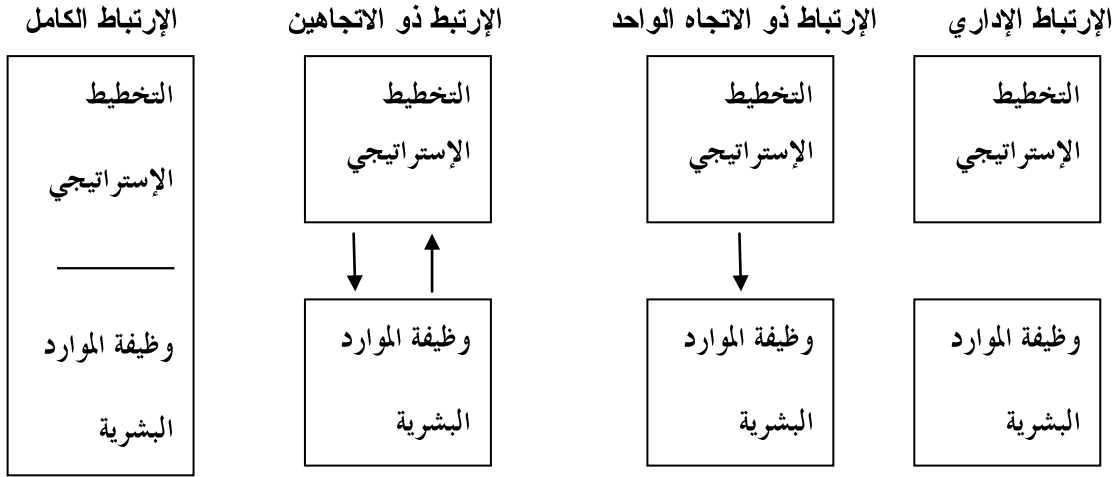 الإرتباط الإداري
التخطيط
الإستراتيجي
وظيفة الموارد
البشرية
الإرتباط ذو الاتجاه الواحد
التخطيط
الإستراتيجي
وظيفة الموارد
البشرية
الإرتبط ذو الاتجاهين
التخطيط
الإستراتيجي
وظيفة الموارد
البشرية
الإرتباط الكامل
التخطيط
الإستراتيجي
وظيفة الموارد
البشرية